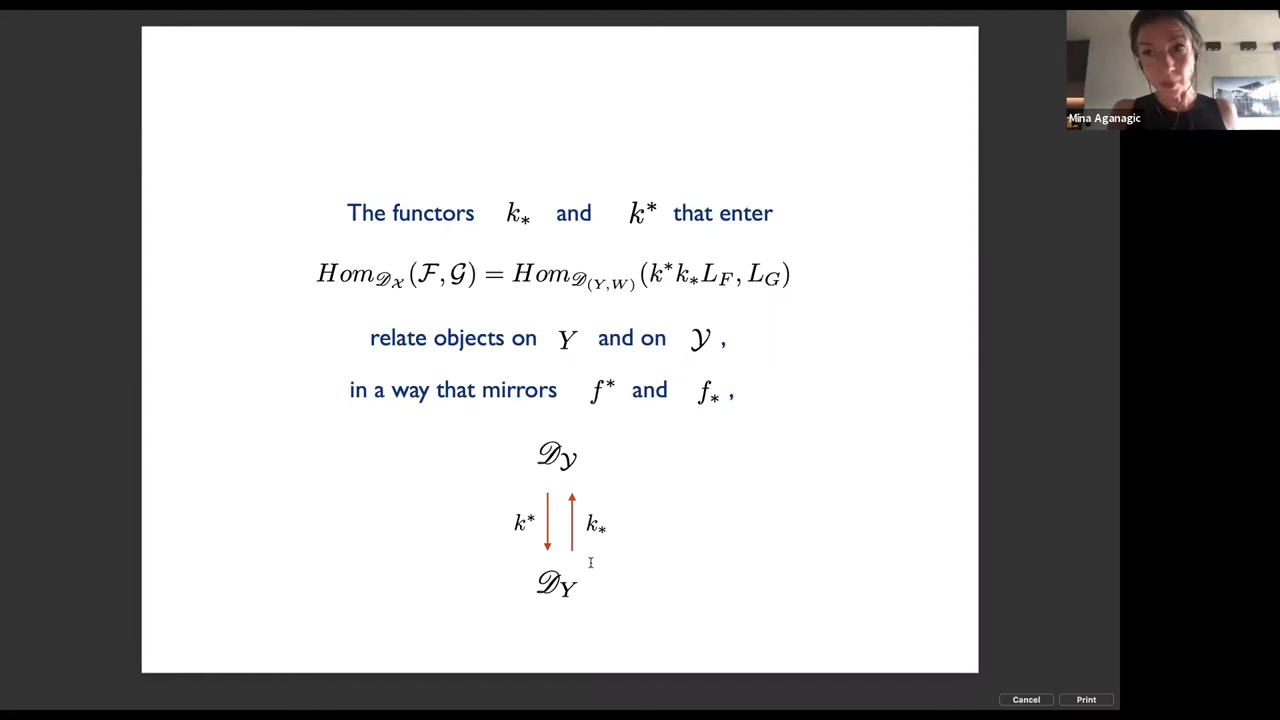 Mina Aganagic
The functors k_* and k^* that enter
Hom_{𝒟_𝒳}(ℱ, 𝒢) = Hom_{𝒟_{(Y,W)}}(k^*k_*L_F, L_G)
relate objects on Y and on 𝒴 ,
in a way that mirrors f^* and f_* ,
𝒟_𝒴
k^* k_*
𝒟_Y
Cancel Print